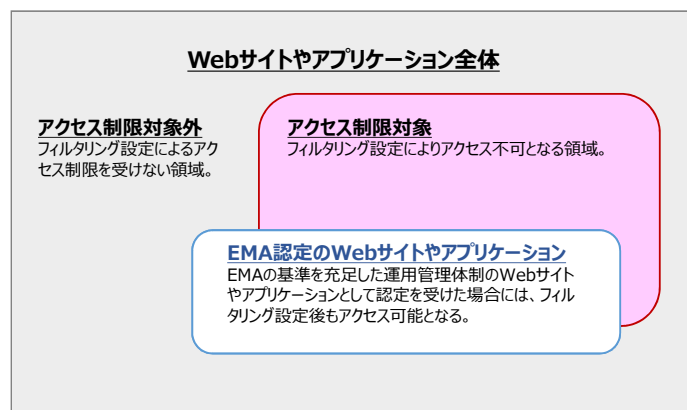 Webサイトやアプリケーション全体
アクセス制限対象外
フィルタリング設定によるアク
セス制限を受けない領域。
アクセス制限対象
フィルタリング設定によりアクセス不可となる領域。
EMA認定のWebサイトやアプリケーション
EMAの基準を充足した運用管理体制のWebサイト
やアプリケーションとして認定を受けた場合には、フィル
タリング設定後もアクセス可能となる。